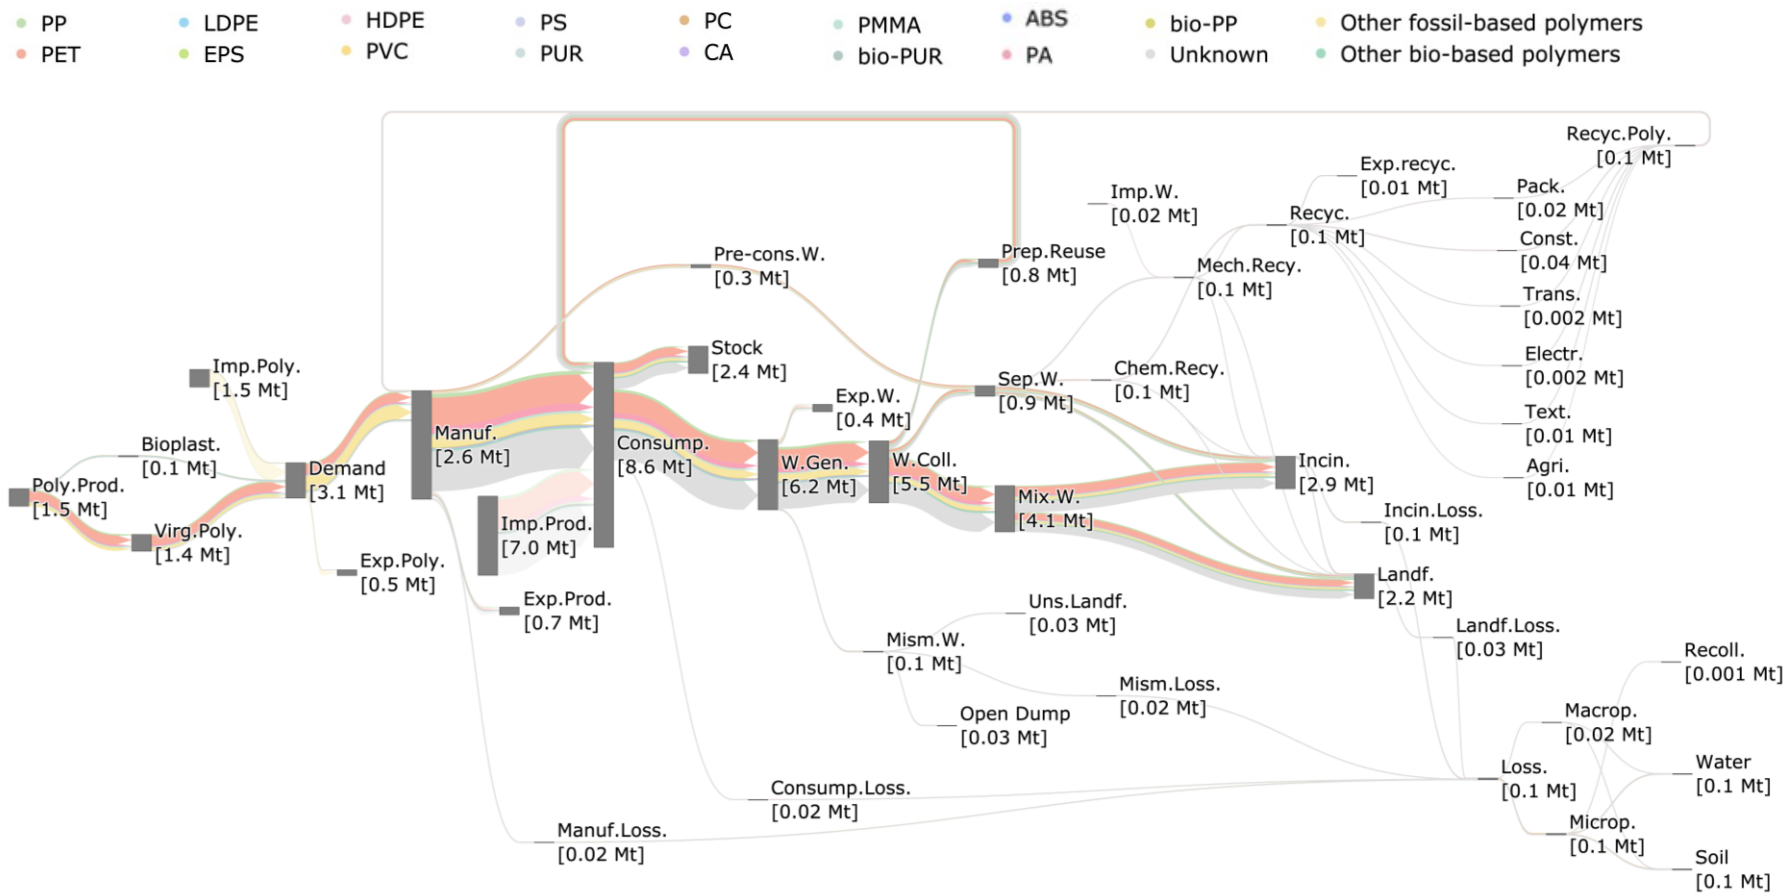 PP LDPE HDPE PS PC PMMA ABS bio-PP Other fossil-based polymers
PET EPS PVC PUR CA bio-PUR PA Unknown Other bio-based polymers
Recyc.Poly.
[0.1 Mt]
Exp.recyc.
[0.01 Mt]
Imp.W.
[0.02 Mt]
Pack.
[0.02 Mt]
Recyc.
[0.1 Mt]
Const.
[0.04 Mt]
Pre-cons.W.
[0.3 Mt]
Prep.Reuse
[0.8 Mt]
Mech.Recy.
[0.1 Mt]
Trans.
[0.002 Mt]
Stock
[2.4 Mt]
Electr.
[0.002 Mt]
Imp.Poly.
[1.5 Mt]
Exp.W.
[0.4 Mt]
Sep.W.
[0.9 Mt]
Chem.Recy.
[0.1 Mt]
Text.
[0.01 Mt]
Bioplast.
[0.1 Mt]
Manuf.
[2.6 Mt]
Consump.
[8.6 Mt]
W.Gen.
[6.2 Mt]
W.Coll.
[5.5 Mt]
Incin.
[2.9 Mt]
Agri.
[0.01 Mt]
Poly.Prod.
[1.5 Mt]
Demand
[3.1 Mt]
Mix.W.
[4.1 Mt]
Incin.Loss.
[0.1 Mt]
Virg.Poly.
[1.4 Mt]
Imp.Prod.
[7.0 Mt]
Exp.Poly.
[0.5 Mt]
Landf.
[2.2 Mt]
Exp.Prod.
[0.7 Mt]
Uns.Landf.
[0.03 Mt]
Landf.Loss.
[0.03 Mt]
Mism.W.
[0.1 Mt]
Recoll.
[0.001 Mt]
Mism.Loss.
[0.02 Mt]
Open Dump
[0.03 Mt]
Macrop.
[0.02 Mt]
Loss.
[0.1 Mt]
Water
[0.1 Mt]
Consump.Loss.
[0.02 Mt]
Manuf.Loss.
[0.02 Mt]
Microp.
[0.1 Mt]
Soil
[0.1 Mt]